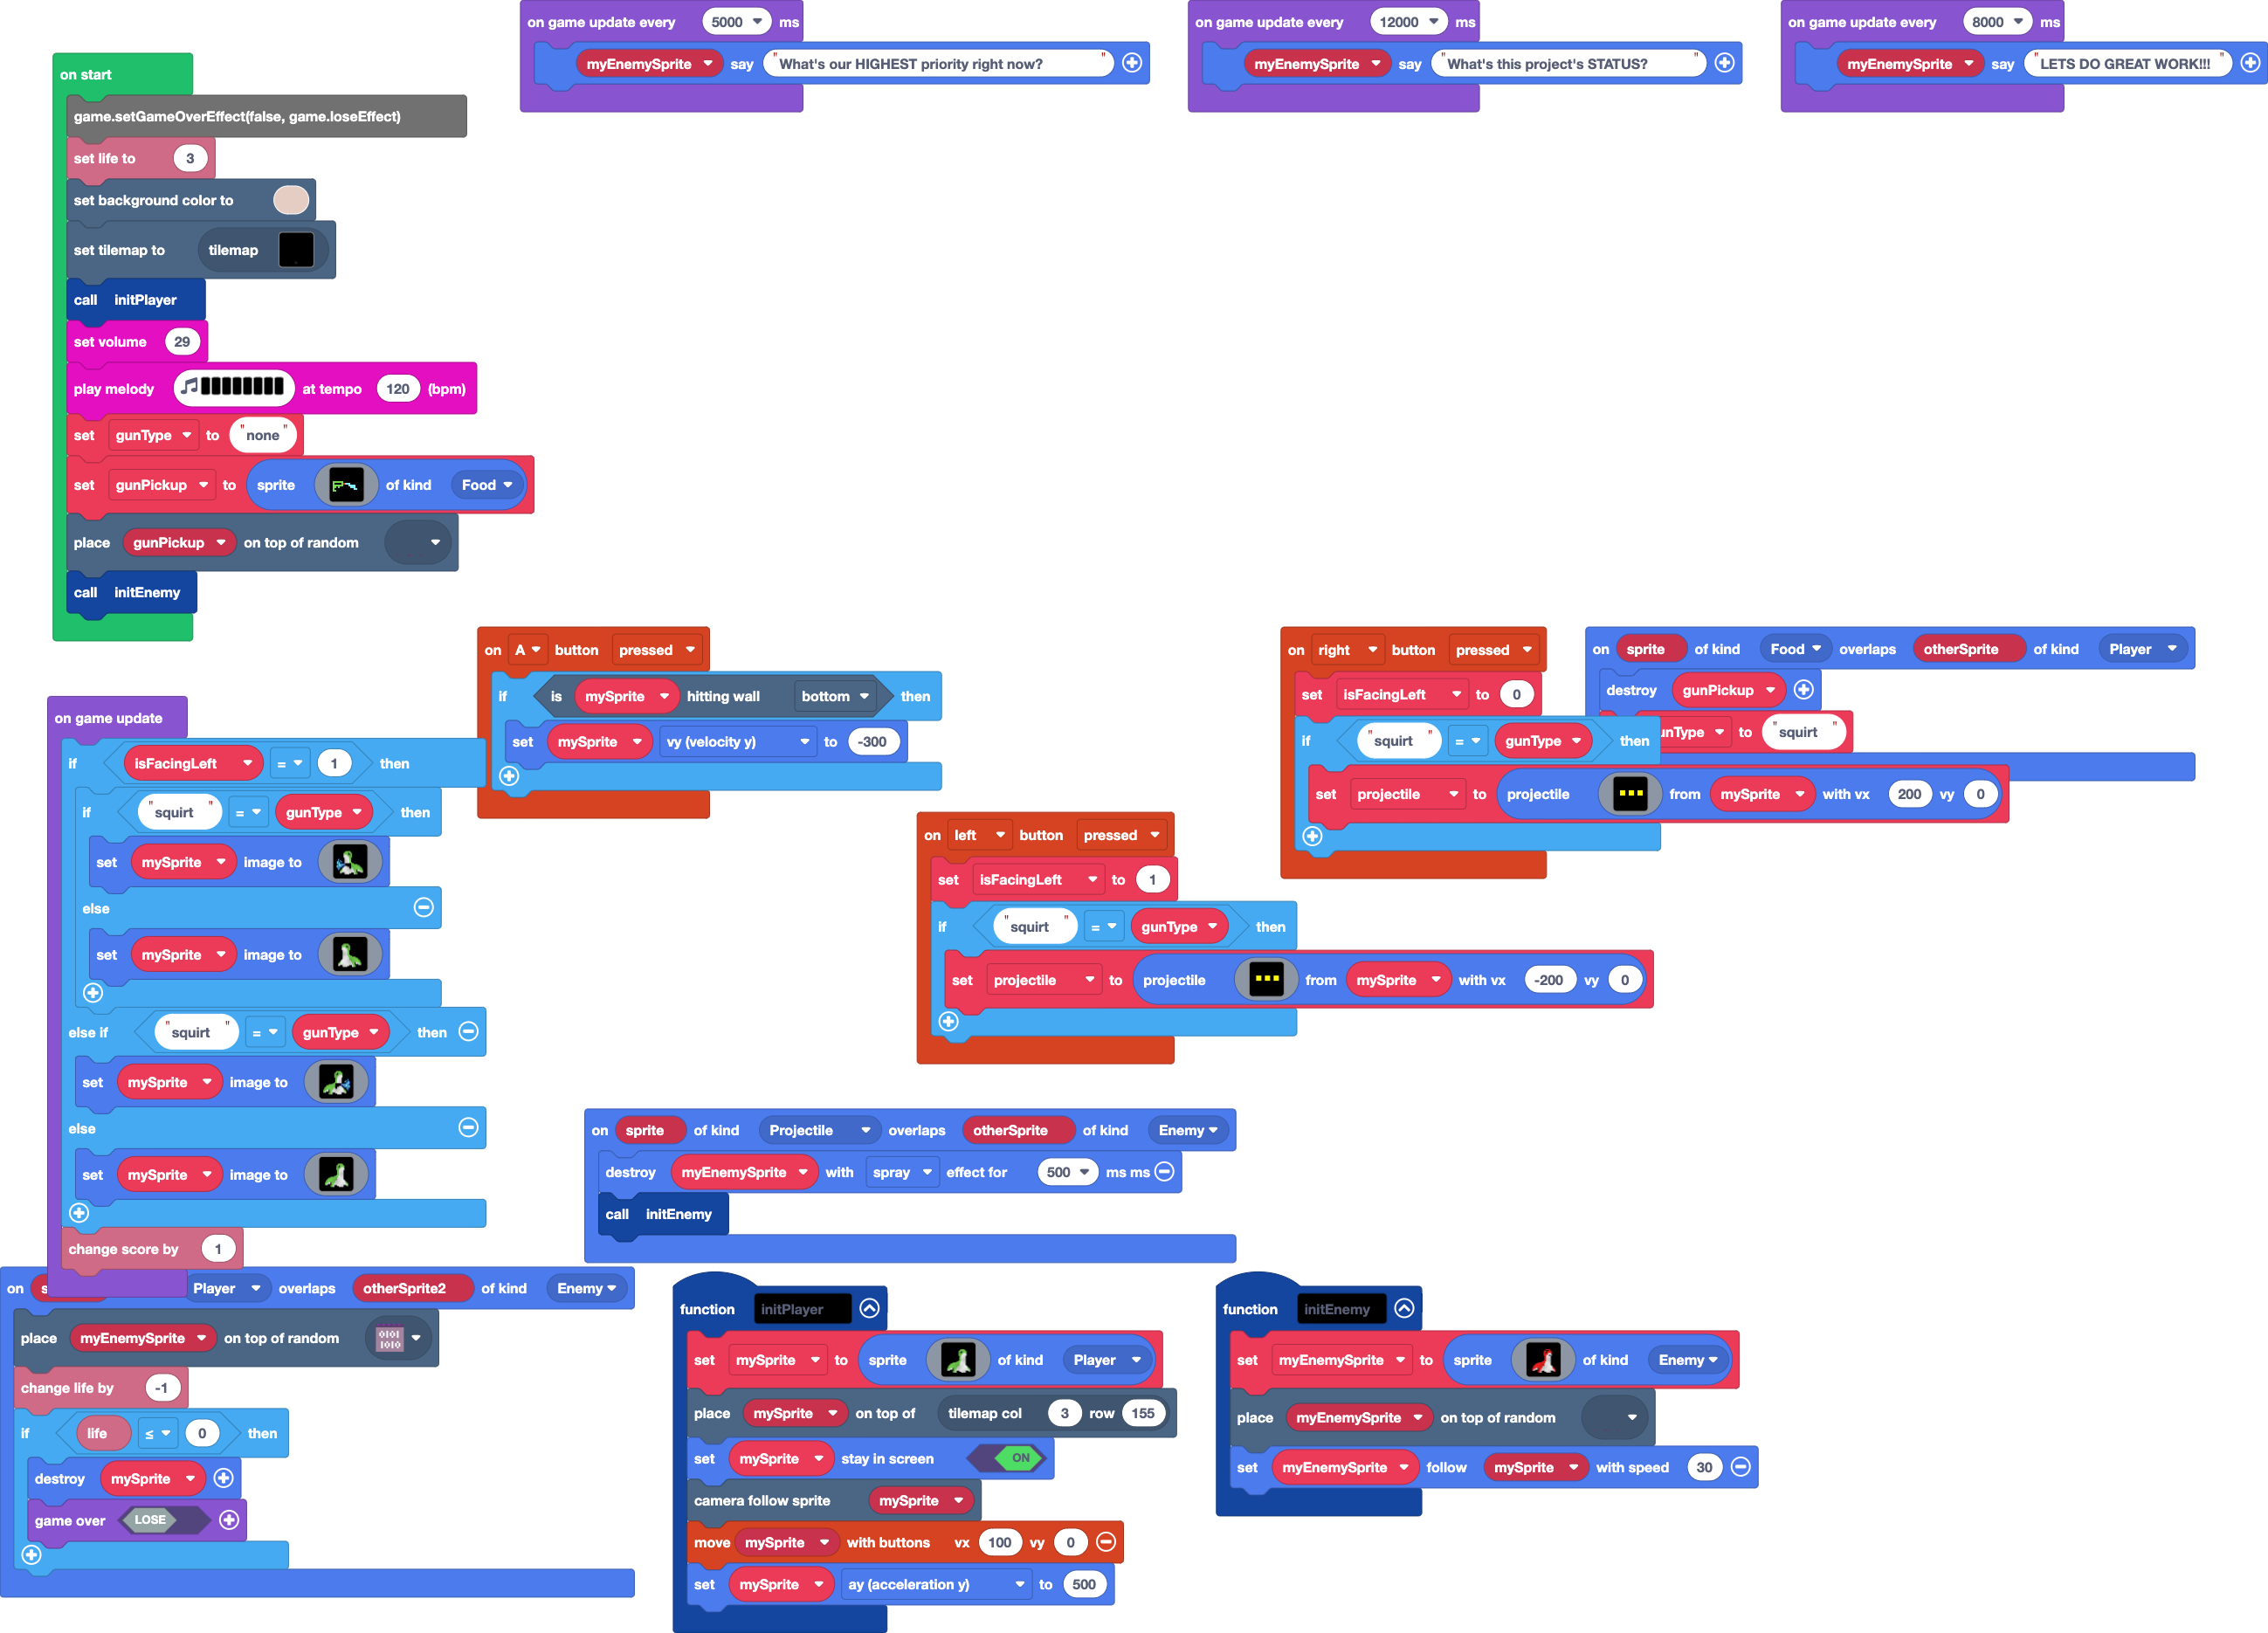 on game update every 5000 ms
myEnemySprite say "What's our HIGHEST priority right now? "
on game update every 12000 ms
myEnemySprite say "What's this project's STATUS? "
on game update every 8000 ms
myEnemySprite say "LETS DO GREAT WORK!!! "
on start
game.setGameOverEffect(false, game.loseEffect)
set life to 3
set background color to
set tilemap to tilemap
call initPlayer
set volume 29
play melody at tempo 120 (bpm)
set gunType to "none"
set gunPickup to sprite of kind Food
place gunPickup on top of random
call initEnemy
on A button pressed
if is mySprite hitting wall bottom then
set mySprite vy (velocity y) to -300
on right button pressed
set isFacingLeft to 0
if "squirt" = gunType then
set projectile to projectile from mySprite with vx 200 vy 0
on sprite of kind Food overlaps otherSprite of kind Player
destroy gunPickup
unType to "squirt"
on game update
if isFacingLeft = 1 then
if "squirt" = gunType then
set mySprite image to
else
set mySprite image to
else if "squirt" = gunType then
set mySprite image to
else
set mySprite image to
change score by 1
on left button pressed
set isFacingLeft to 1
if "squirt" = gunType then
set projectile to projectile from mySprite with vx -200 vy 0
on sprite of kind Projectile overlaps otherSprite of kind Enemy
destroy myEnemySprite with spray effect for 500 ms ms
call initEnemy
on s Player overlaps otherSprite2 of kind Enemy
place myEnemySprite on top of random 0101 1010
change life by -1
if life ≤ 0 then
destroy mySprite
game over LOSE
function initPlayer
set mySprite to sprite of kind Player
place mySprite on top of tilemap col 3 row 155
set mySprite stay in screen ON
camera follow sprite mySprite
move mySprite with buttons vx 100 vy 0
set mySprite ay (acceleration y) to 500
function initEnemy
set myEnemySprite to sprite of kind Enemy
place myEnemySprite on top of random
set myEnemySprite follow mySprite with speed 30